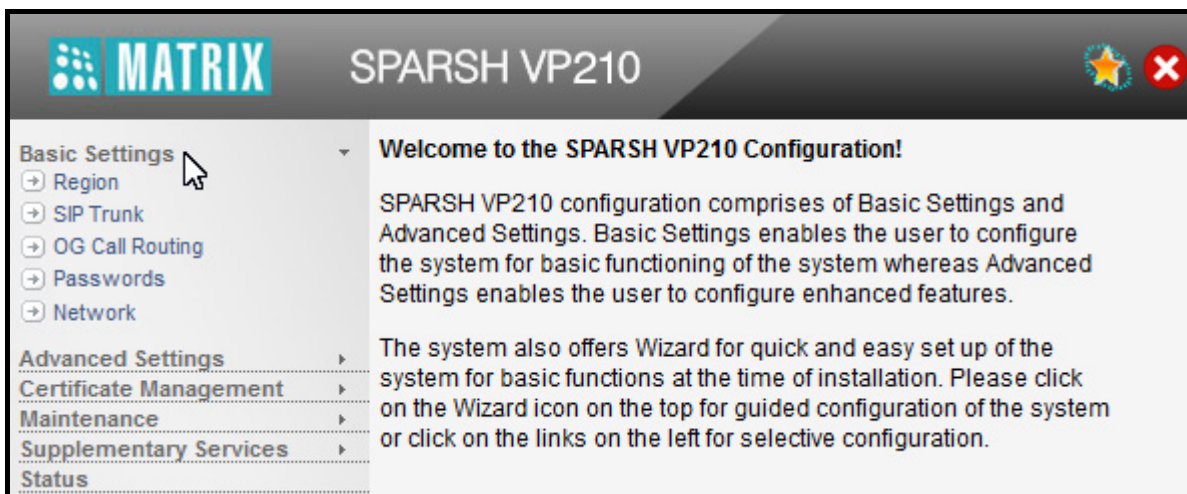 MATRIX
SPARSH VP210
Basic Settings
Region
SIP Trunk
OG Call Routing
Passwords
Network
Advanced Settings
Certificate Management
Maintenance
Supplementary Services
Status
Welcome to the SPARSH VP210 Configuration!
SPARSH VP210 configuration comprises of Basic Settings and
Advanced Settings. Basic Settings enables the user to configure
the system for basic functioning of the system whereas Advanced
Settings enables the user to configure enhanced features.
The system also offers Wizard for quick and easy set up of the
system for basic functions at the time of installation. Please click
on the Wizard icon on the top for guided configuration of the system
or click on the links on the left for selective configuration.